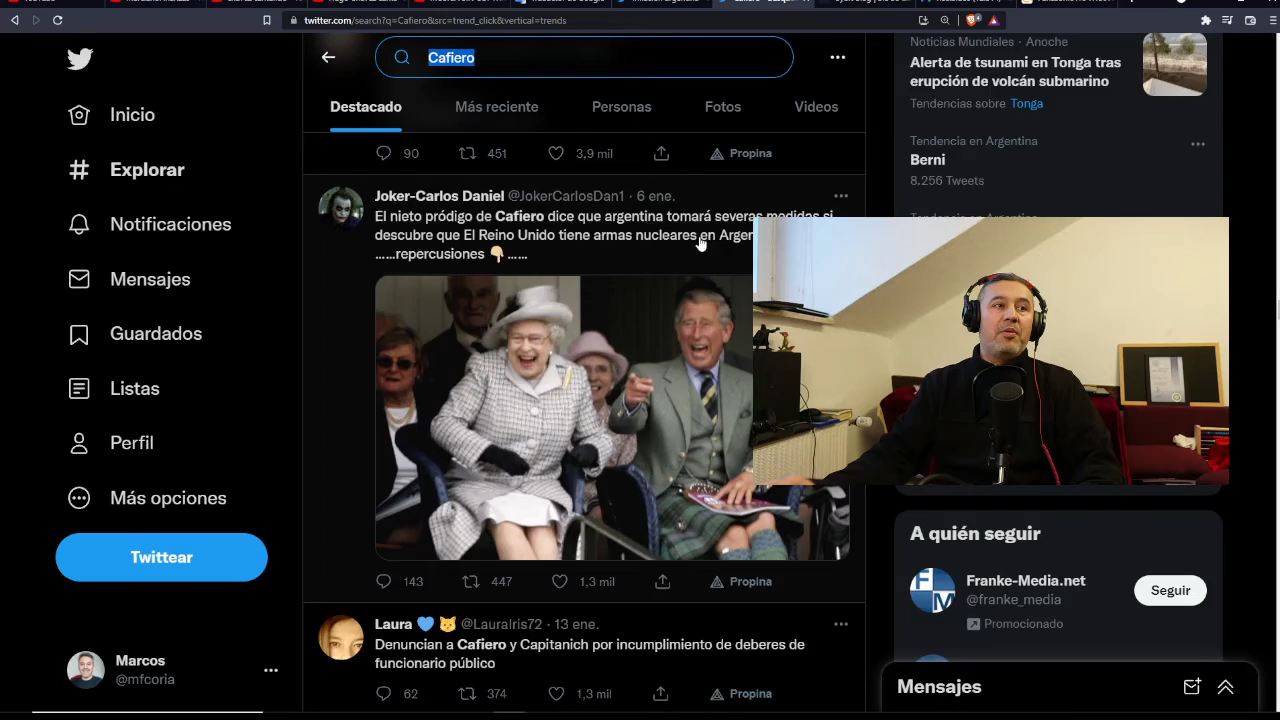 twitter.com/search?q=Cafiero&src=trend_click&vertical=trends
Cafiero
Destacado
Más reciente
Personas
Fotos
Videos
Inicio
Explorar
Notificaciones
Mensajes
Guardados
Listas
Perfil
Más opciones
Twittear
Marcos
@mfcoria
90
451
3,9 mil
Propina
Joker-Carlos Daniel @JokerCarlosDan1 · 6 ene.
El nieto pródigo de Cafiero dice que argentina tomará severas medidas si
descubre que El Reino Unido tiene armas nucleares en
......repercusiones 👇🏼 ......
143
447
1,3 mil
Propina
Laura 💙 😼 @LauraIris72 · 13 ene.
Denuncian a Cafiero y Capitanich por incumplimiento de deberes de
funcionario público
62
374
1,3 mil
Propina
Noticias Mundiales · Anoche
Alerta de tsunami en Tonga tras
erupción de volcán submarino
Tendencias sobre Tonga
Tendencia en Argentina
Berni
8.256 Tweets
A quién seguir
FM
Franke-Media.net
@franke_media
Promocionado
Seguir
Mensajes